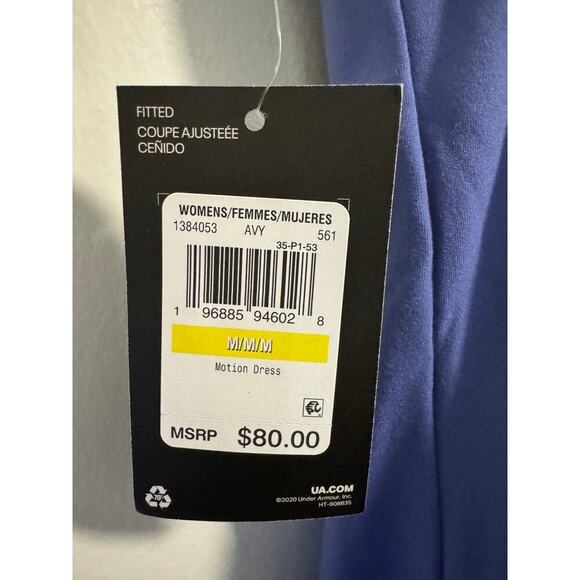 FITTED
COUPE AJUSTEÉE
CEÑIDO
WOMENS/FEMMES/MUJERES
1384053 AVY 561
35-P1-53
1 96885 94602 8
M/M/M
Motion Dress
MSRP $80.00
UA.COM
©2020 Under Armour, Inc.
HT-908835
70